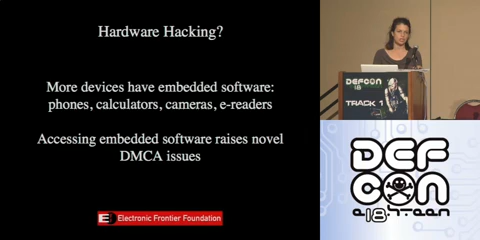 Hardware Hacking?
More devices have embedded software:
phones, calculators, cameras, e-readers
Accessing embedded software raises novel
DMCA issues
Electronic Frontier Foundation
DEFCON
18
TRACK 1
DEF
CON